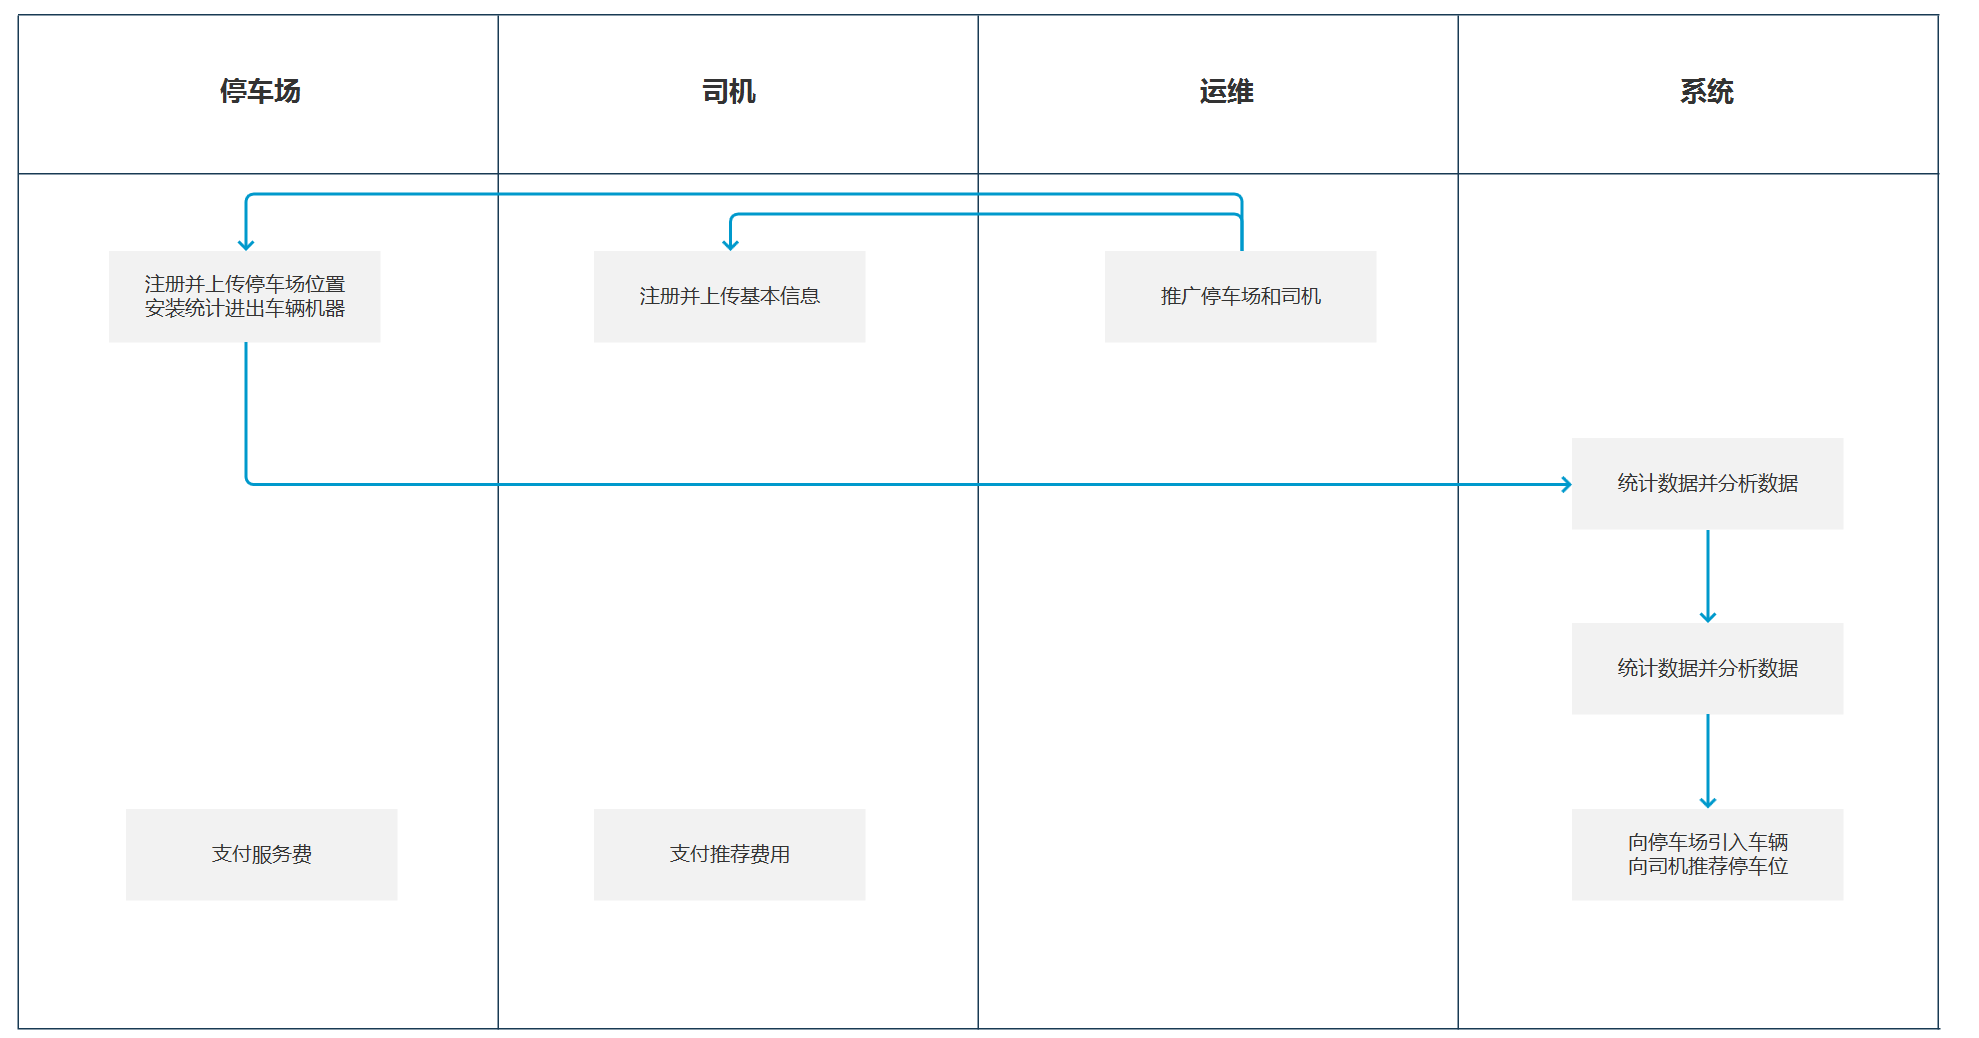 停车场
司机
运维
系统
注册并上传停车场位置
安装统计进出车辆机器
注册并上传基本信息
推广停车场和司机
统计数据并分析数据
统计数据并分析数据
支付服务费
支付推荐费用
向停车场引入车辆
向司机推荐停车位